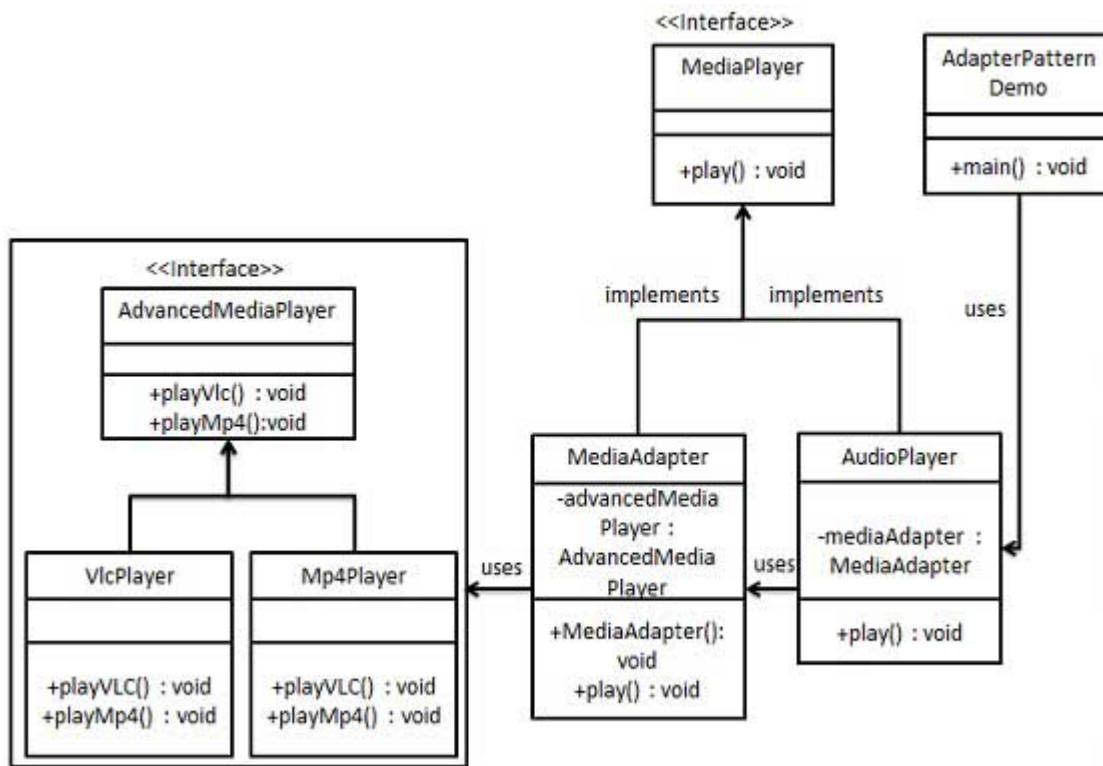 <<Interface>>
MediaPlayer
+play() : void
AdapterPattern
Demo
+main() : void
implements
implements
uses
<<Interface>>
AdvancedMediaPlayer
+playVlc() : void
+playMp4():void
VlcPlayer
+playVLC() : void
+playMp4() : void
Mp4Player
+playVLC() : void
+playMp4() : void
uses
MediaAdapter
-advancedMedia
Player :
AdvancedMedia
Player
+MediaAdapter():
void
+play() : void
uses
AudioPlayer
-mediaAdapter :
MediaAdapter
+play() : void